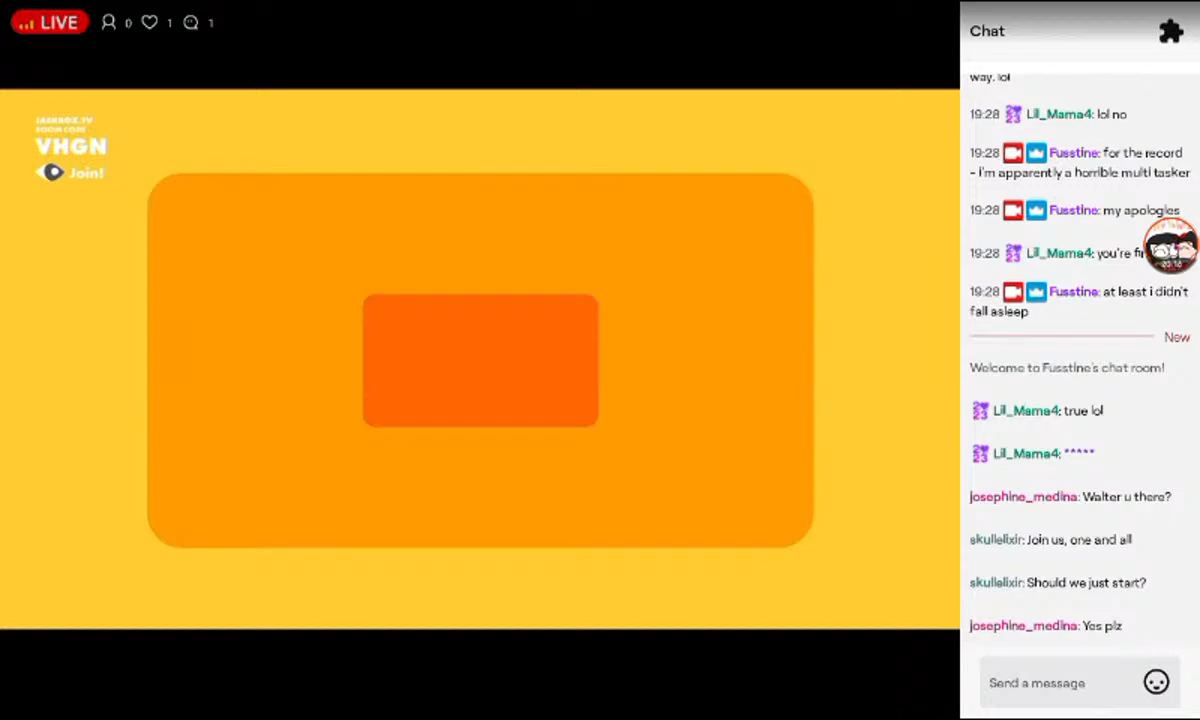 LIVE 0 1 1
JACKBOX.TV
ROOM CODE
VHGN
Join!
Chat
way. lol
19:28 Lil_Mama4: lol no
19:28 Fusstine: for the record
- i'm apparently a horrible multi tasker
19:28 Fusstine: my apologies
19:28 Lil_Mama4: you're
19:28 Fusstine: at least i didn't
fall asleep
New
Welcome to Fusstine's chat room!
Lil_Mama4: true lol
Lil_Mama4: ^^^^^
josephine_medina: Walter u there?
skullelixir: Join us, one and all
skullelixir: Should we just start?
josephine_medina: Yes plz
Send a message